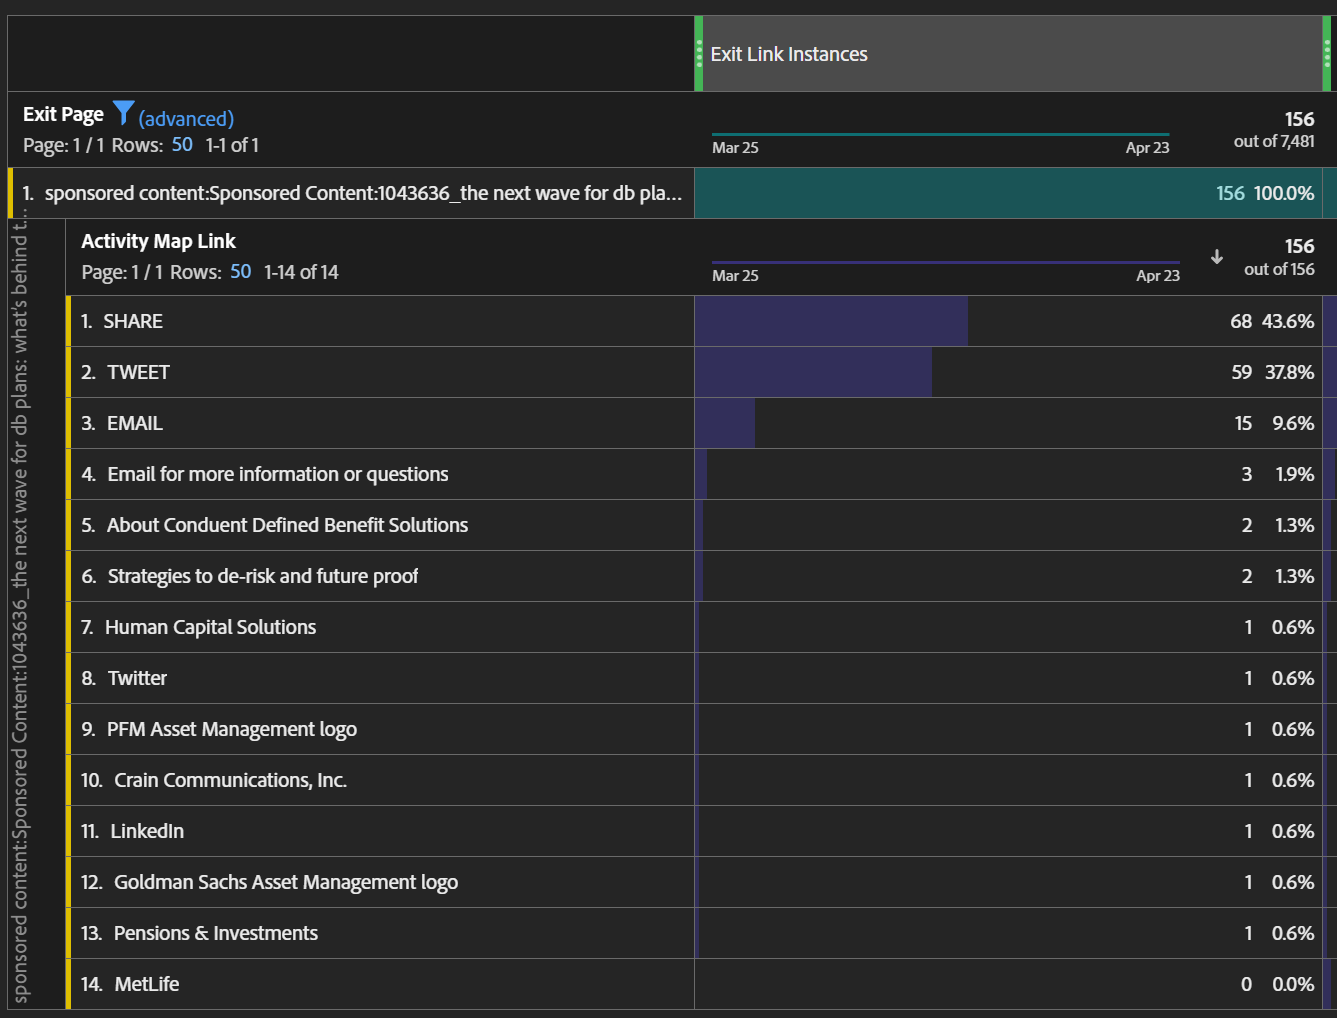 Exit Link Instances
Exit Page (advanced)
Page: 1 / 1 Rows: 50 1-1 of 1
156
out of 7,481
Mar 25 Apr 23
1. sponsored content:Sponsored Content:1043636_the next wave for db pla... 156 100.0%
sponsored content:Sponsored Content:1043636_the next wave for db plans: what's behind t...
Activity Map Link
Page: 1 / 1 Rows: 50 1-14 of 14
156
out of 156
Mar 25 Apr 23
1. SHARE 68 43.6%
2. TWEET 59 37.8%
3. EMAIL 15 9.6%
4. Email for more information or questions 3 1.9%
5. About Conduent Defined Benefit Solutions 2 1.3%
6. Strategies to de-risk and future proof 2 1.3%
7. Human Capital Solutions 1 0.6%
8. Twitter 1 0.6%
9. PFM Asset Management logo 1 0.6%
10. Crain Communications, Inc. 1 0.6%
11. LinkedIn 1 0.6%
12. Goldman Sachs Asset Management logo 1 0.6%
13. Pensions & Investments 1 0.6%
14. MetLife 0 0.0%